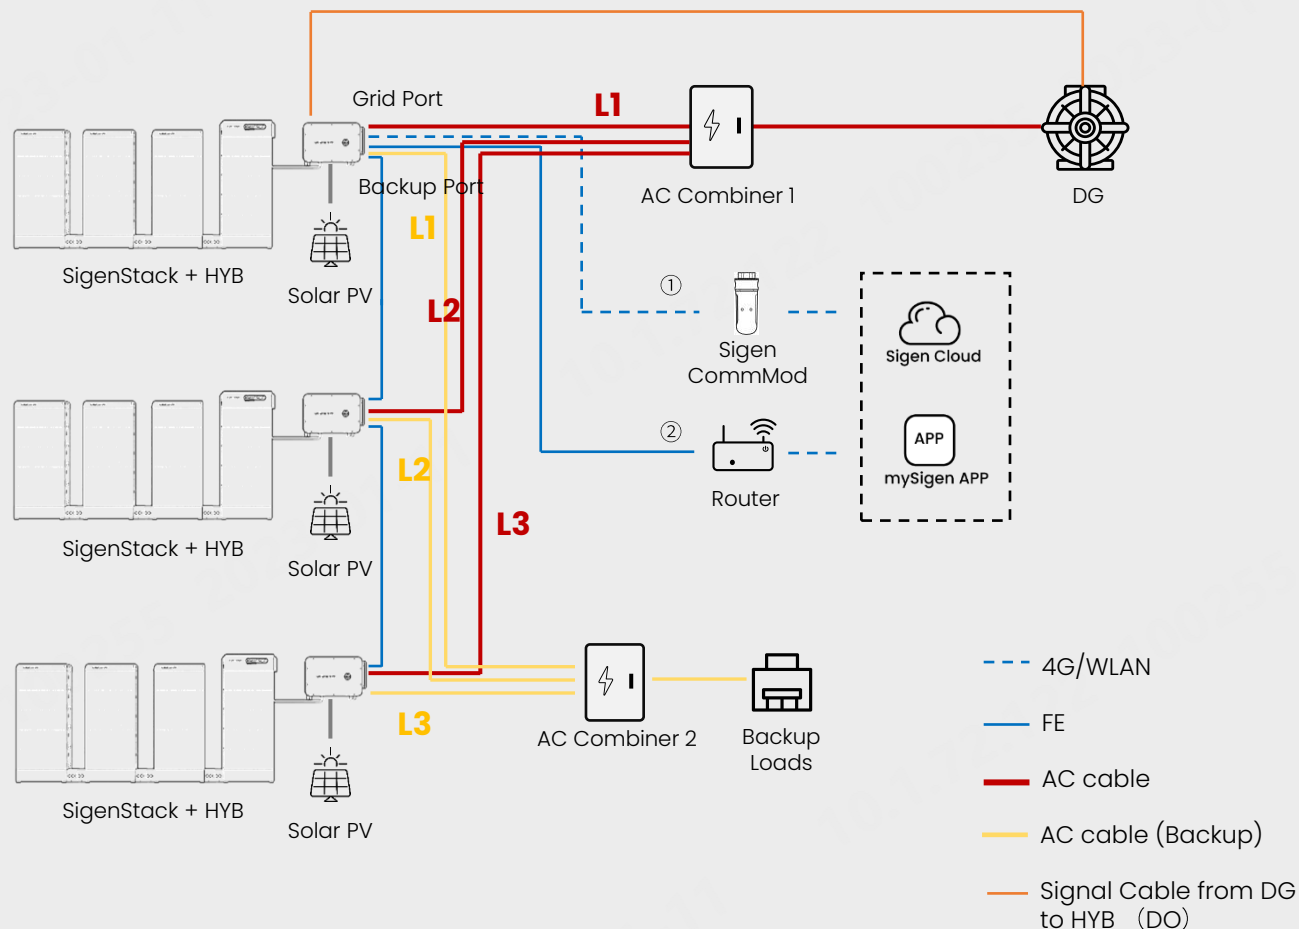 Grid Port
L1
AC Combiner 1
DG
Backup Port
L1
SigenStack + HYB
Solar PV
L2
①
Sigen
CommMod
Sigen Cloud
②
Router
APP
mySigen APP
L2
L3
SigenStack + HYB
Solar PV
L3
AC Combiner 2
Backup
Loads
SigenStack + HYB
Solar PV
4G/WLAN
FE
AC cable
AC cable (Backup)
Signal Cable from DG
to HYB （DO）